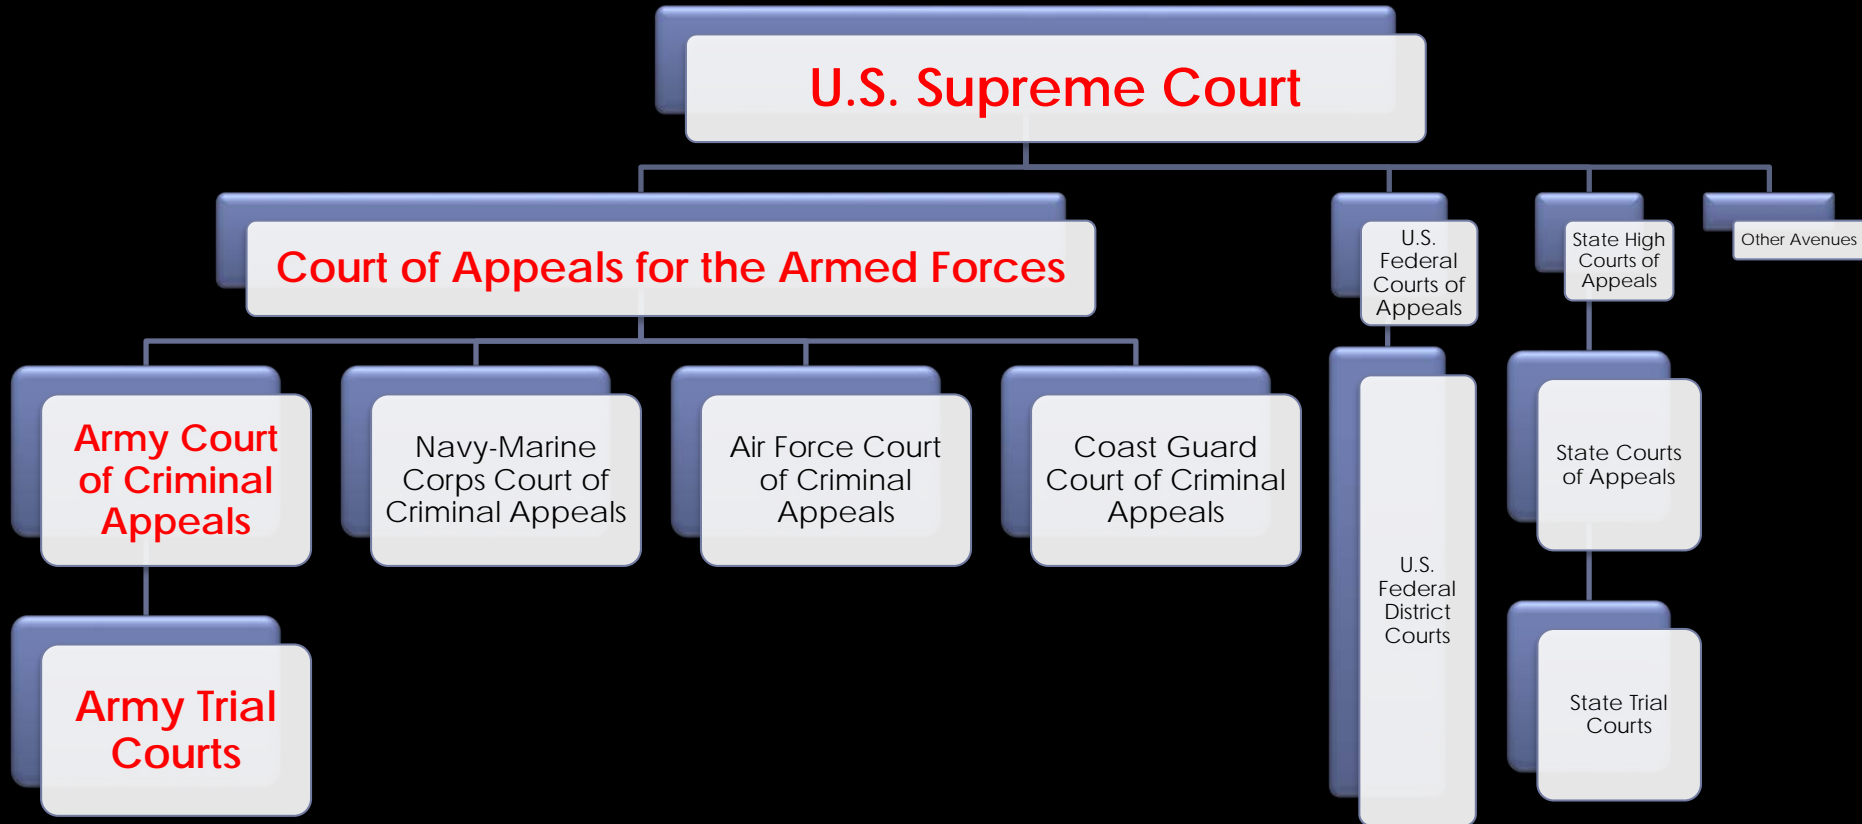 U.S. Supreme Court
Court of Appeals for the Armed Forces
U.S.
Federal
Courts of
Appeals
State High
Courts of
Appeals
Other Avenues
Army Court
of Criminal
Appeals
Navy-Marine
Corps Court of
Criminal Appeals
Air Force Court
of Criminal
Appeals
Coast Guard
Court of Criminal
Appeals
U.S.
Federal
District
Courts
State Courts
of Appeals
Army Trial
Courts
State Trial
Courts